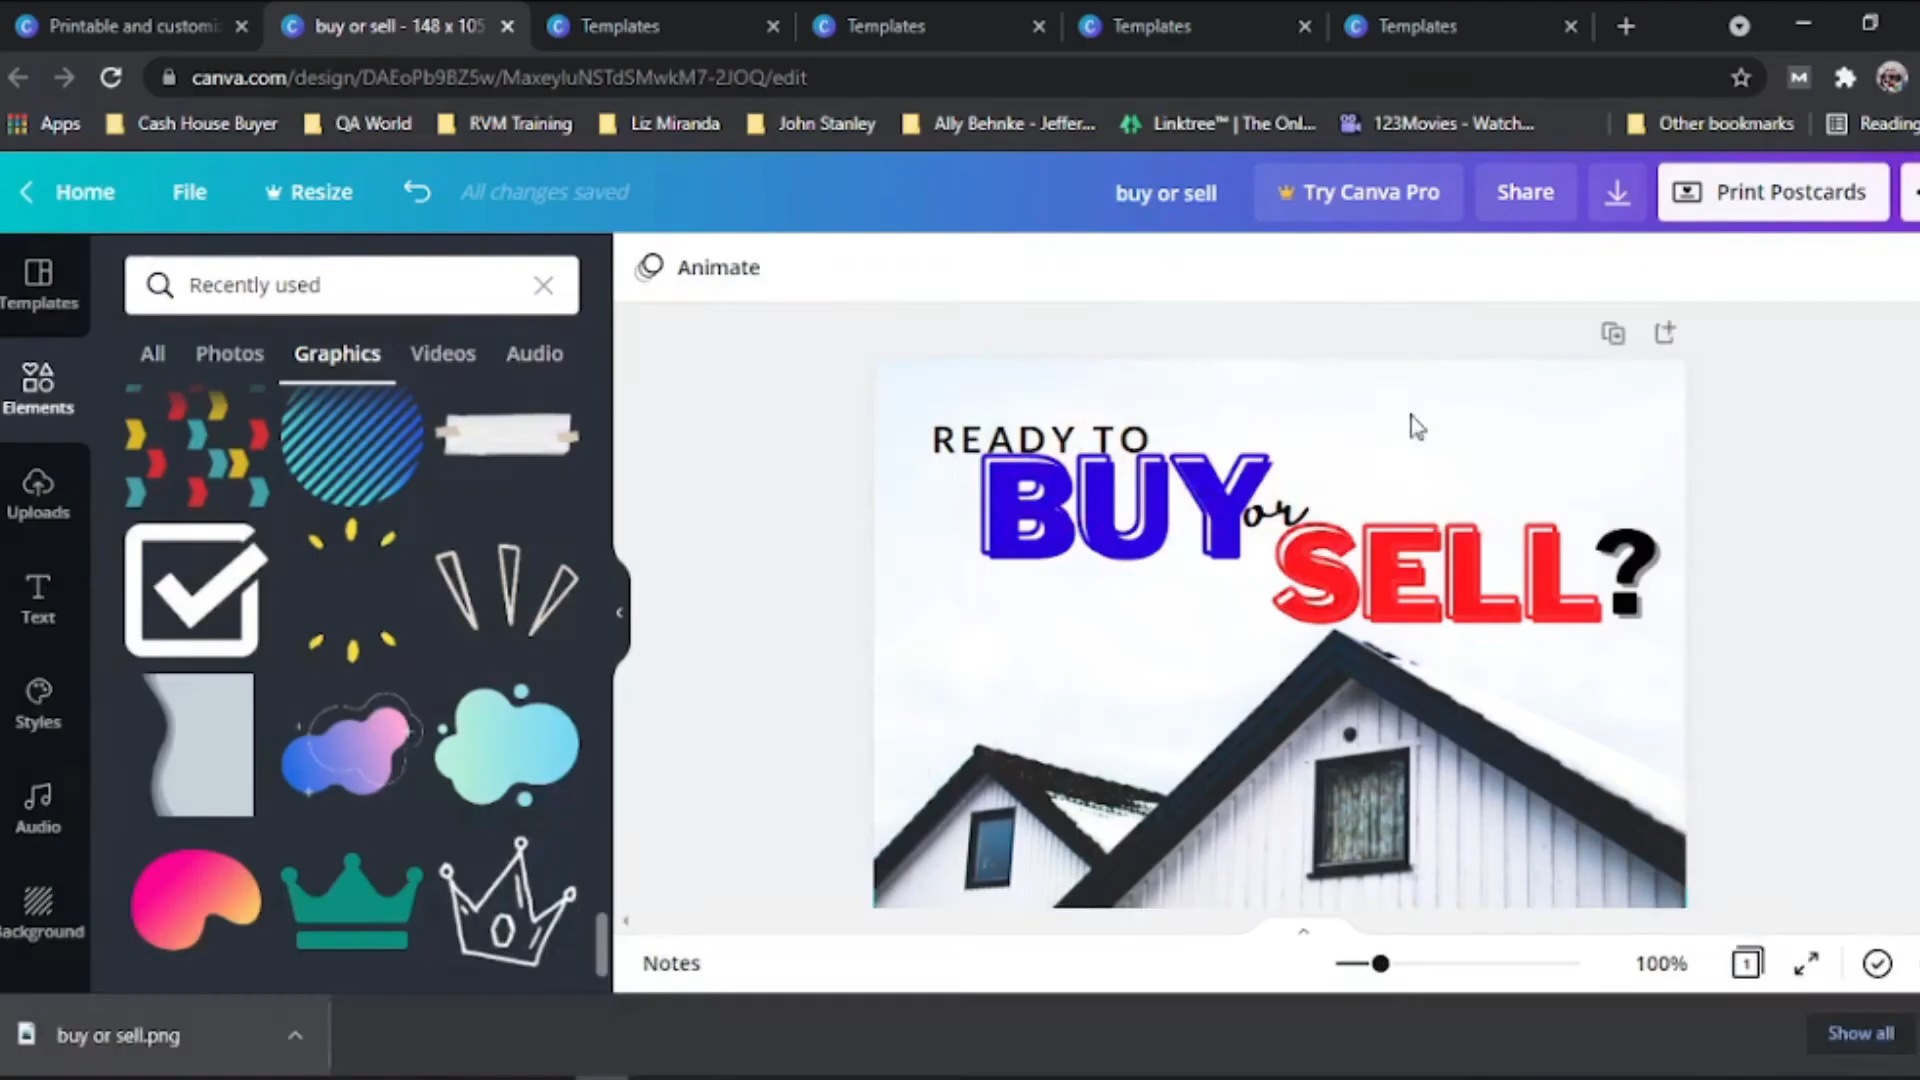 Printable and customi
buy or sell - 148 x 105
Templates
Templates
Templates
Templates
canva.com/design/DAEoPb9BZ5w/MaxeyluNSTdSMwkM7-2JOQ/edit
Apps
Cash House Buyer
QA World
RVM Training
Liz Miranda
John Stanley
Ally Behnke - Jeffer...
Linktree™ | The Onl...
123Movies - Watch...
Other bookmarks
Reading
Home
File
Resize
All changes saved
buy or sell
Try Canva Pro
Share
Print Postcards
Templates
Elements
Uploads
Text
Styles
Audio
Background
Recently used
All
Photos
Graphics
Videos
Audio
Animate
READY TO
BUY
or
SELL?
Notes
100%
1
buy or sell.png
Show all